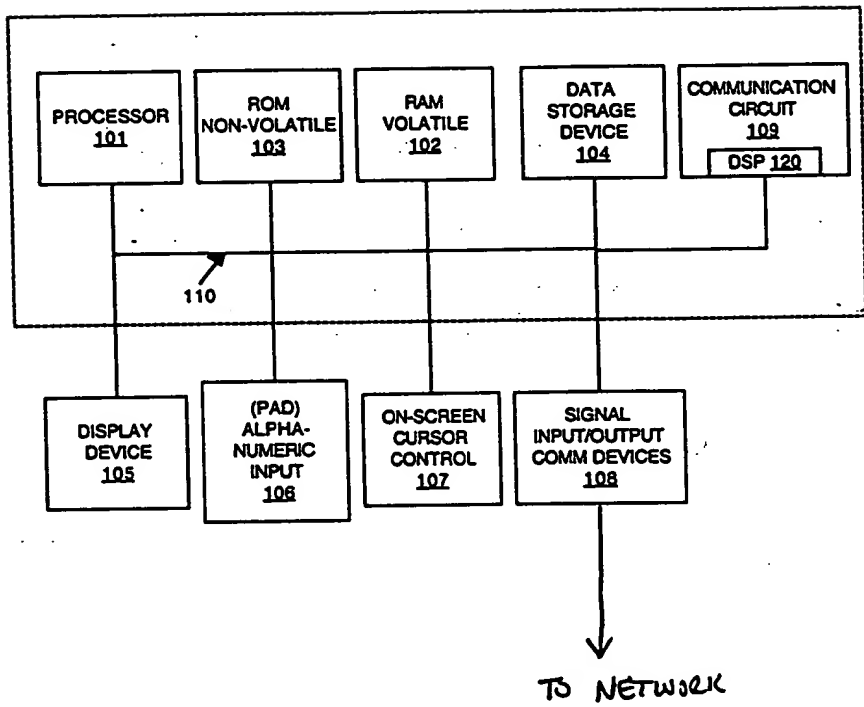 PROCESSOR
101
ROM
NON-VOLATILE
103
RAM
VOLATILE
102
DATA
STORAGE
DEVICE
104
COMMUNICATION
CIRCUIT
109
DSP 120
110
DISPLAY
DEVICE
105
(PAD)
ALPHA-
NUMERIC
INPUT
106
ON-SCREEN
CURSOR
CONTROL
107
SIGNAL
INPUT/OUTPUT
COMM DEVICES
108
TO NETWORK